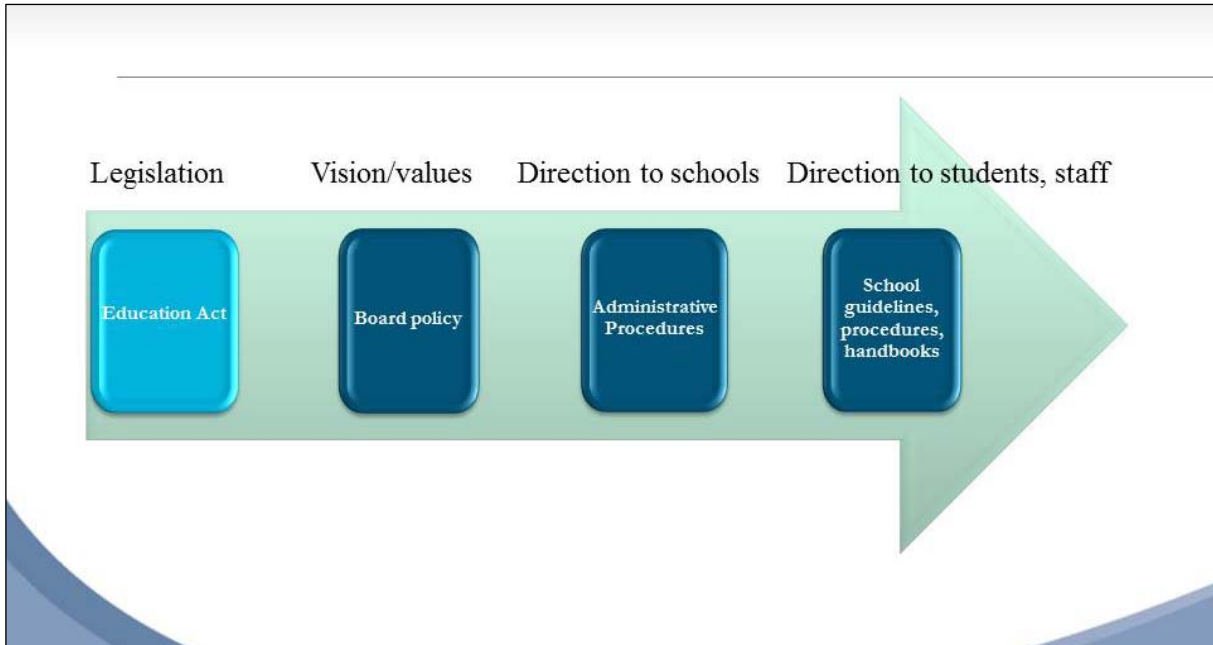 Legislation
Vision/values
Direction to schools
Direction to students, staff
Education Act
Board policy
Administrative
Procedures
School
guidelines,
procedures,
handbooks